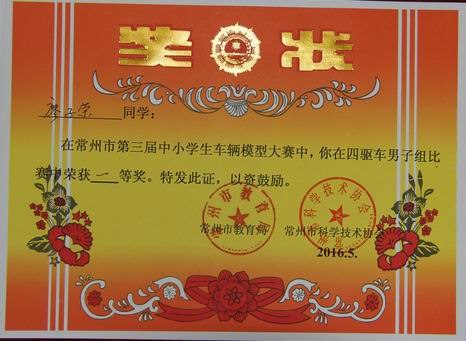 奖状
廖子荣 同学：
在常州市第三届中小学生车辆模型大赛中，你在四驱车男子组比
赛中荣获 一 等奖。特发此证，以资鼓励。
常州市教育局 常州市科学技术协会
2016.5.